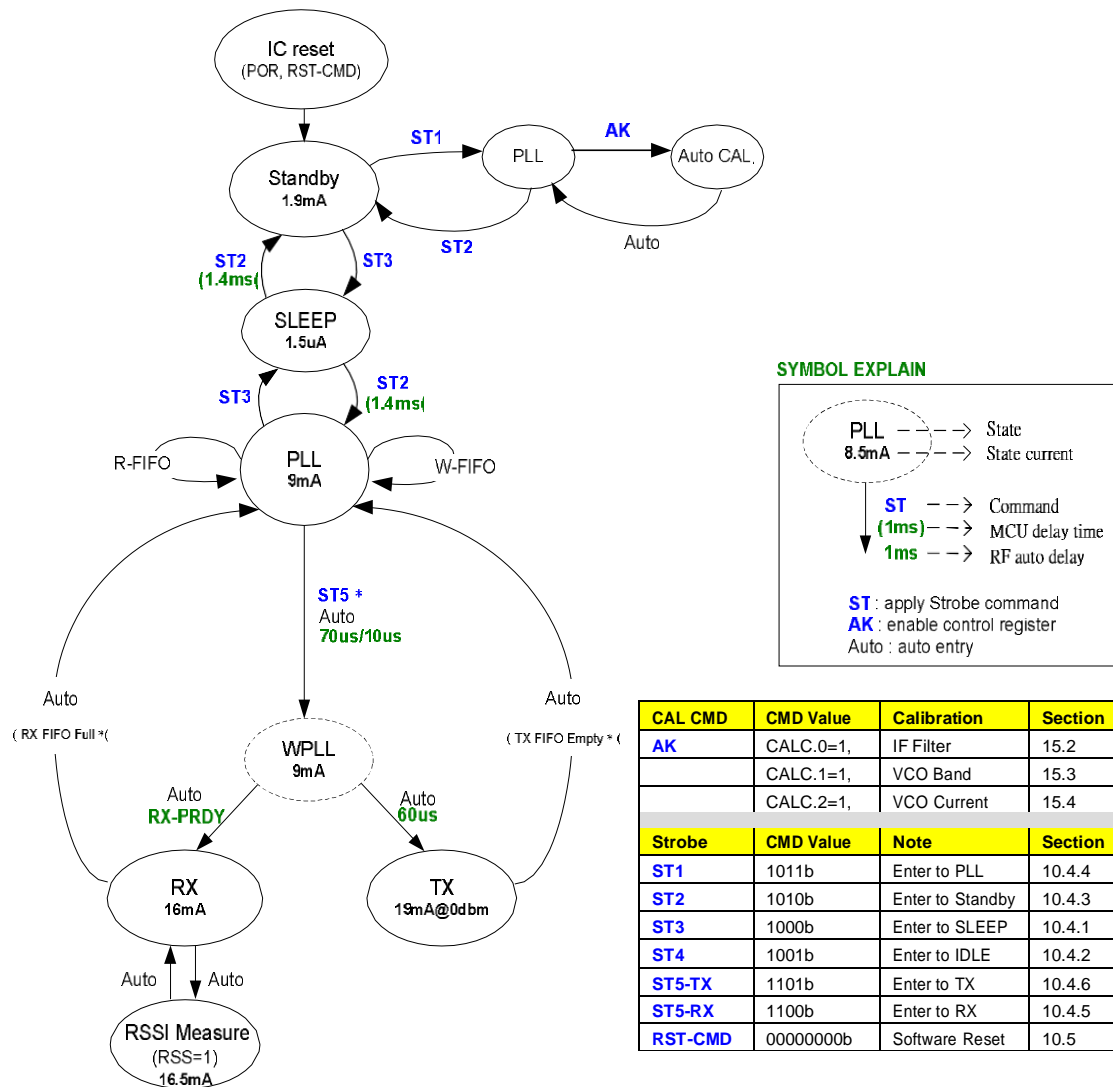 IC reset
(POR, RST-CMD)
ST1
AK
PLL
Auto CAL.
Standby
1.9mA
ST2
Auto
ST2
(1.4ms(
ST3
SLEEP
1.5uA
ST3
ST2
(1.4ms(
R-FIFO
PLL
9mA
W-FIFO
ST5 *
Auto
70us/10us
Auto
( RX FIFO Full *(
Auto
( TX FIFO Empty * (
WPLL
9mA
Auto
RX-PRDY
Auto
60us
RX
16mA
TX
19mA@0dbm
Auto
Auto
RSSI Measure
(RSS=1)
16.5mA
SYMBOL EXPLAIN
PLL State
8.5mA State current
ST Command
(1ms) MCU delay time
1ms RF auto delay
ST : apply Strobe command
AK : enable control register
Auto : auto entry
CAL CMD CMD Value Calibration Section
AK CALC.0=1, IF Filter 15.2
CALC.1=1, VCO Band 15.3
CALC.2=1, VCO Current 15.4
Strobe CMD Value Note Section
ST1 1011b Enter to PLL 10.4.4
ST2 1010b Enter to Standby 10.4.3
ST3 1000b Enter to SLEEP 10.4.1
ST4 1001b Enter to IDLE 10.4.2
ST5-TX 1101b Enter to TX 10.4.6
ST5-RX 1100b Enter to RX 10.4.5
RST-CMD 00000000b Software Reset 10.5